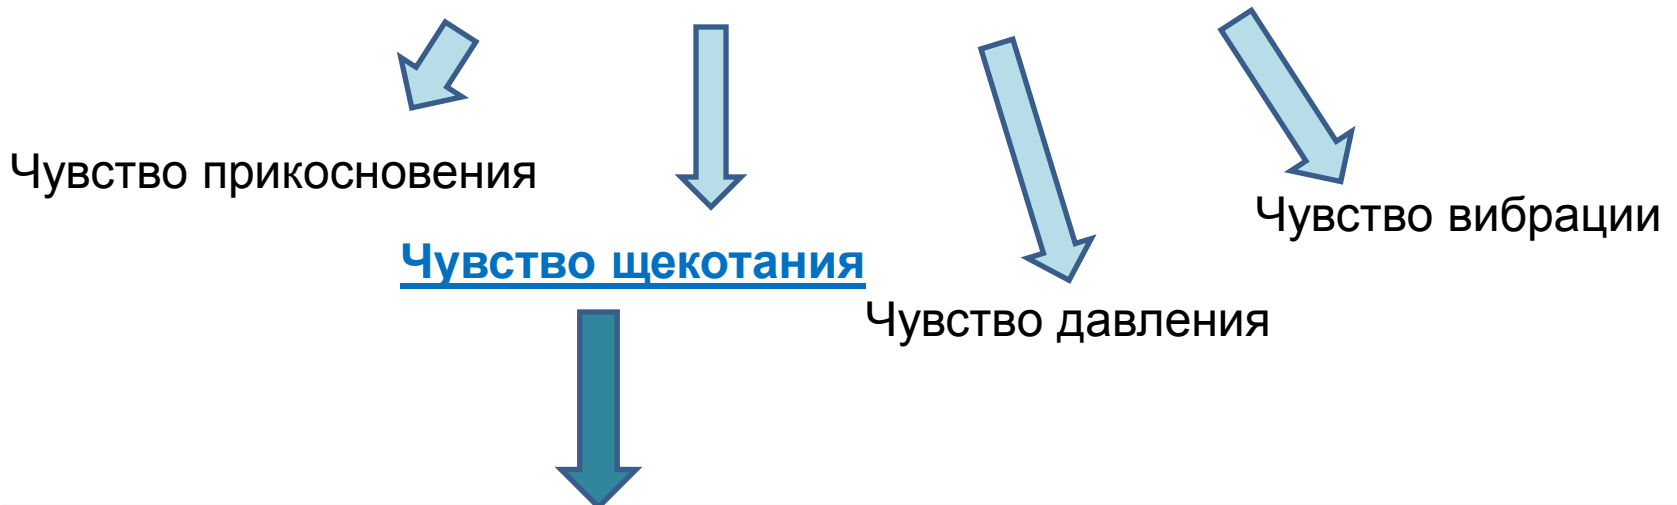 Чувство прикосновения
Чувство вибрации
Чувство щекотания
Чувство давления